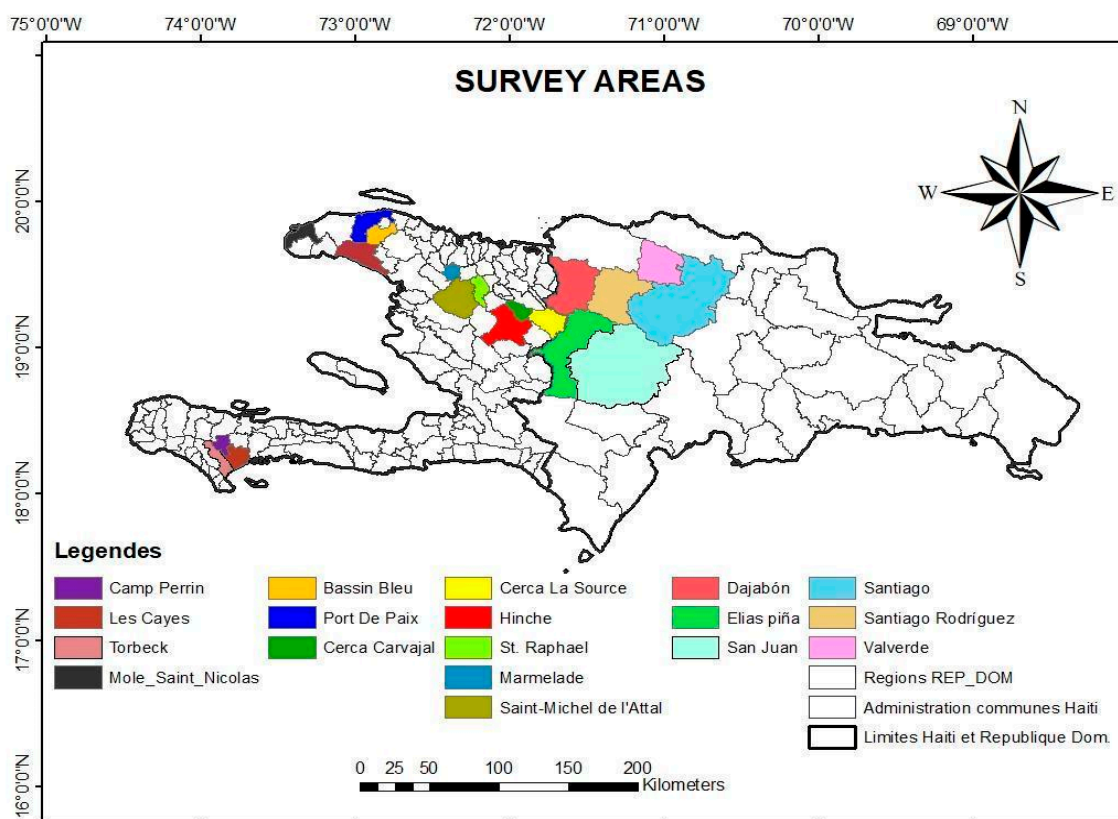 75°0'0"W 74°0'0"W 73°0'0"W 72°0'0"W 71°0'0"W 70°0'0"W 69°0'0"W
SURVEY AREAS
N
W E
S
20°0'0"N
19°0'0"N
18°0'0"N
17°0'0"N
16°0'0"N
Legendes
Camp Perrin
Les Cayes
Torbeck
Mole_Saint_Nicolas
Bassin Bleu
Port De Paix
Cerca Carvajal
Cerca La Source
Hinche
St. Raphael
Marmelade
Saint-Michel de l'Attal
Dajabón
Elias piña
San Juan
Santiago
Santiago Rodríguez
Valverde
Regions REP_DOM
Administration communes Haiti
Limites Haiti et Republique Dom.
0 25 50 100 150 200
Kilometers